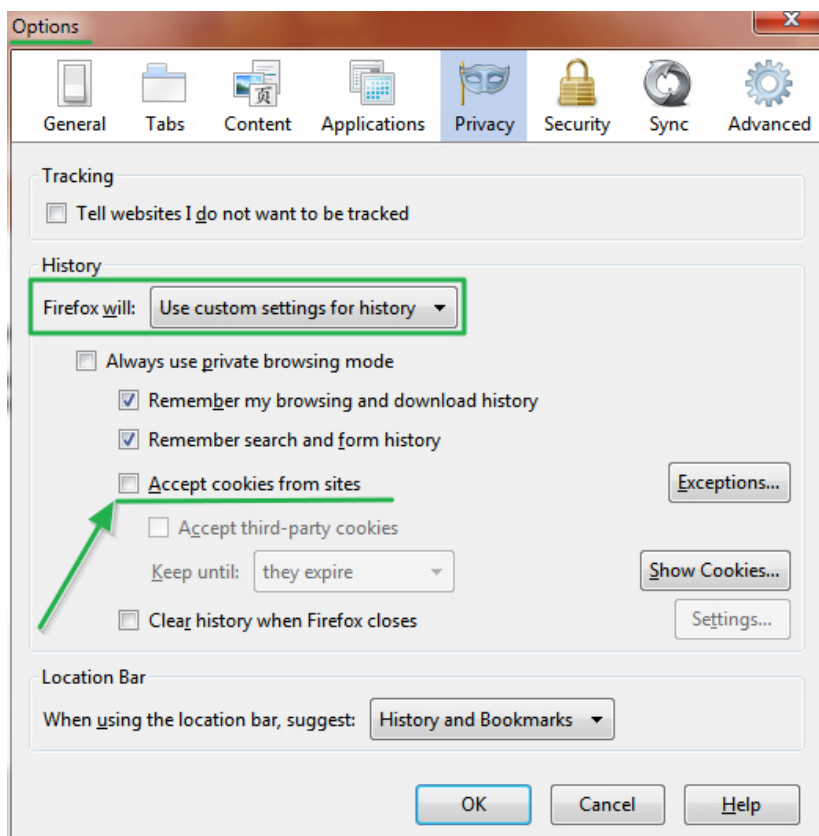 Options
x
General Tabs Content Applications Privacy Security Sync Advanced
页
Tracking
Tell websites I do not want to be tracked
History
Firefox will: Use custom settings for history
Always use private browsing mode
Remember my browsing and download history
Remember search and form history
Accept cookies from sites Exceptions...
Accept third-party cookies
Keep until: they expire Show Cookies...
Clear history when Firefox closes Settings...
Location Bar
When using the location bar, suggest: History and Bookmarks
OK Cancel Help